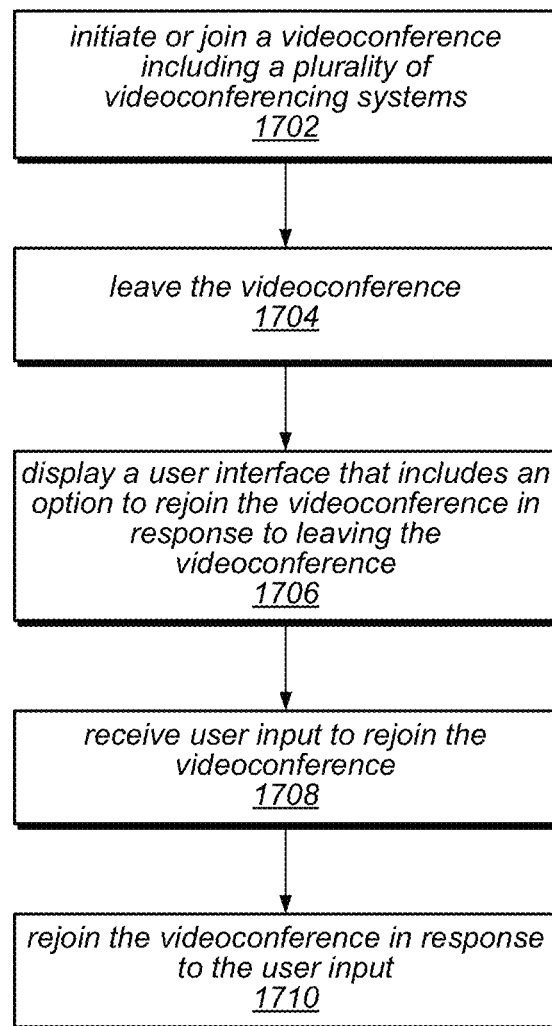 initiate or join a videoconference
including a plurality of
videoconferencing systems
1702
leave the videoconference
1704
display a user interface that includes an
option to rejoin the videoconference in
response to leaving the
videoconference
1706
receive user input to rejoin the
videoconference
1708
rejoin the videoconference in response
to the user input
1710